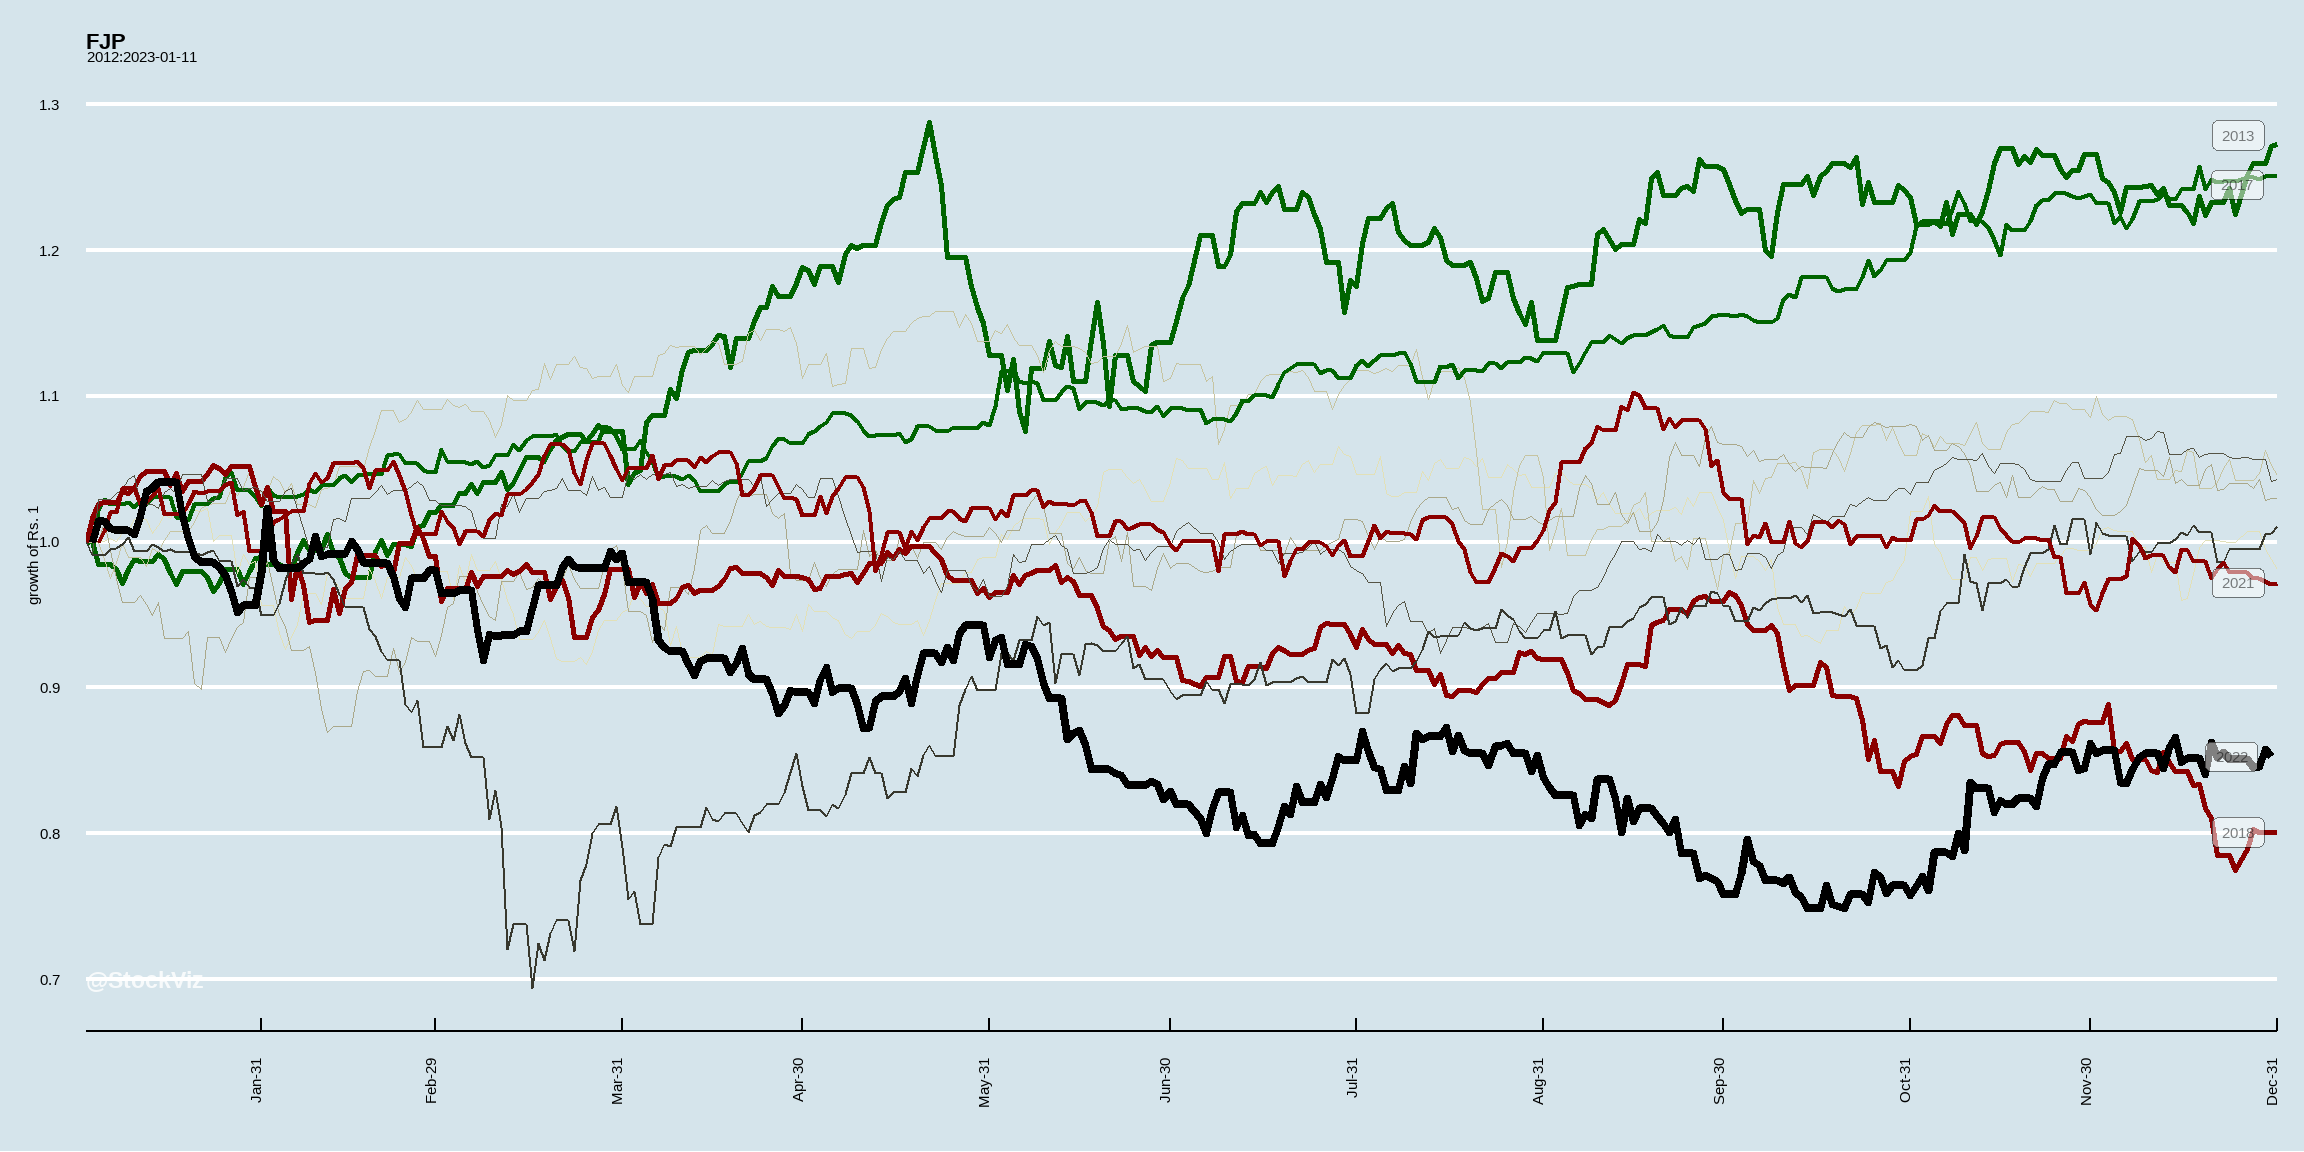 FJP
2012:2023-01-11
1.3
1.2
1.1
1.0
0.9
0.8
0.7
growth of Rs. 1
2013
2017
2021
2022
2018
@StockViz
Jan-31
Feb-29
Mar-31
Apr-30
May-31
Jun-30
Jul-31
Aug-31
Sep-30
Oct-31
Nov-30
Dec-31